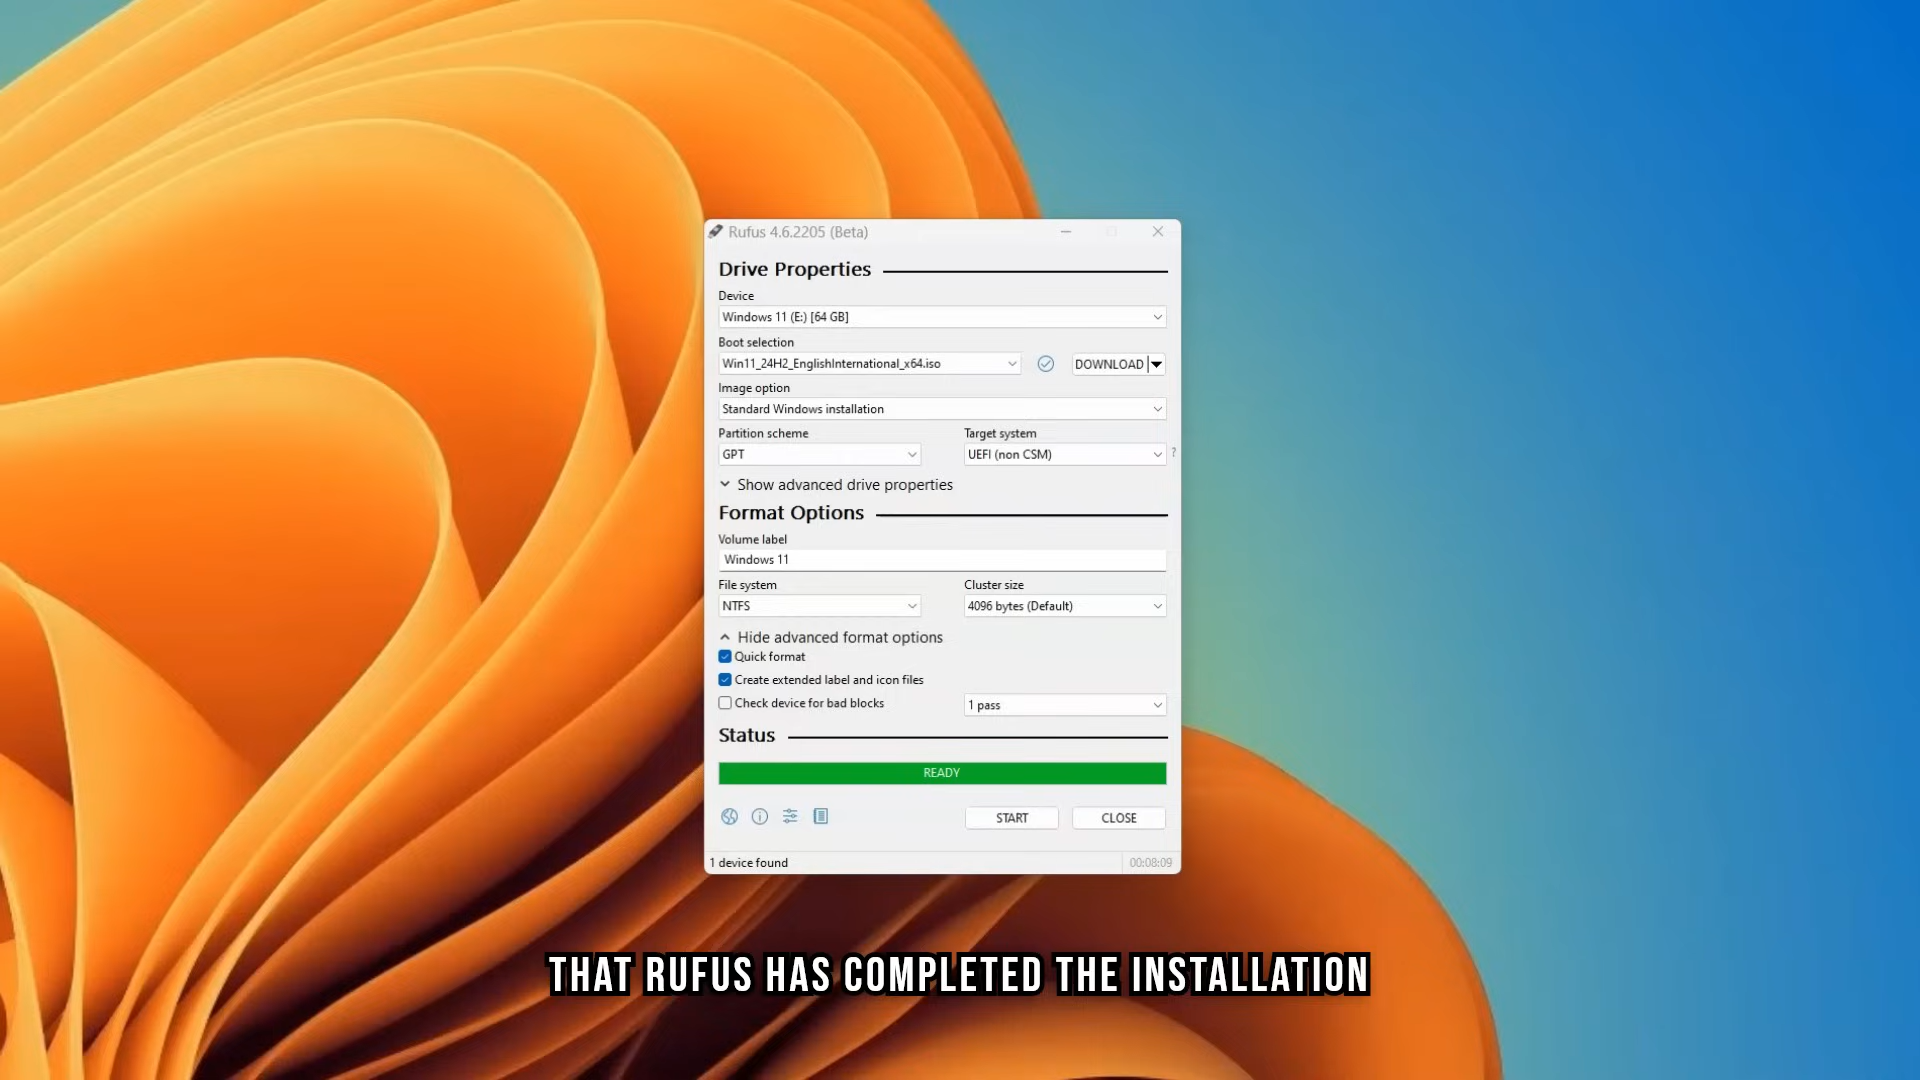 Rufus 4.6.2205 (Beta)
Drive Properties
Device
Windows 11 (E:) [64 GB]
Boot selection
Win11_24H2_EnglishInternational_x64.iso
DOWNLOAD
Image option
Standard Windows installation
Partition scheme
Target system
GPT
UEFI (non CSM)
?
Show advanced drive properties
Format Options
Volume label
Windows 11
File system
Cluster size
NTFS
4096 bytes (Default)
Hide advanced format options
Quick format
Create extended label and icon files
Check device for bad blocks
1 pass
Status
READY
START
CLOSE
1 device found
00:08:09
THAT RUFUS HAS COMPLETED THE INSTALLATION